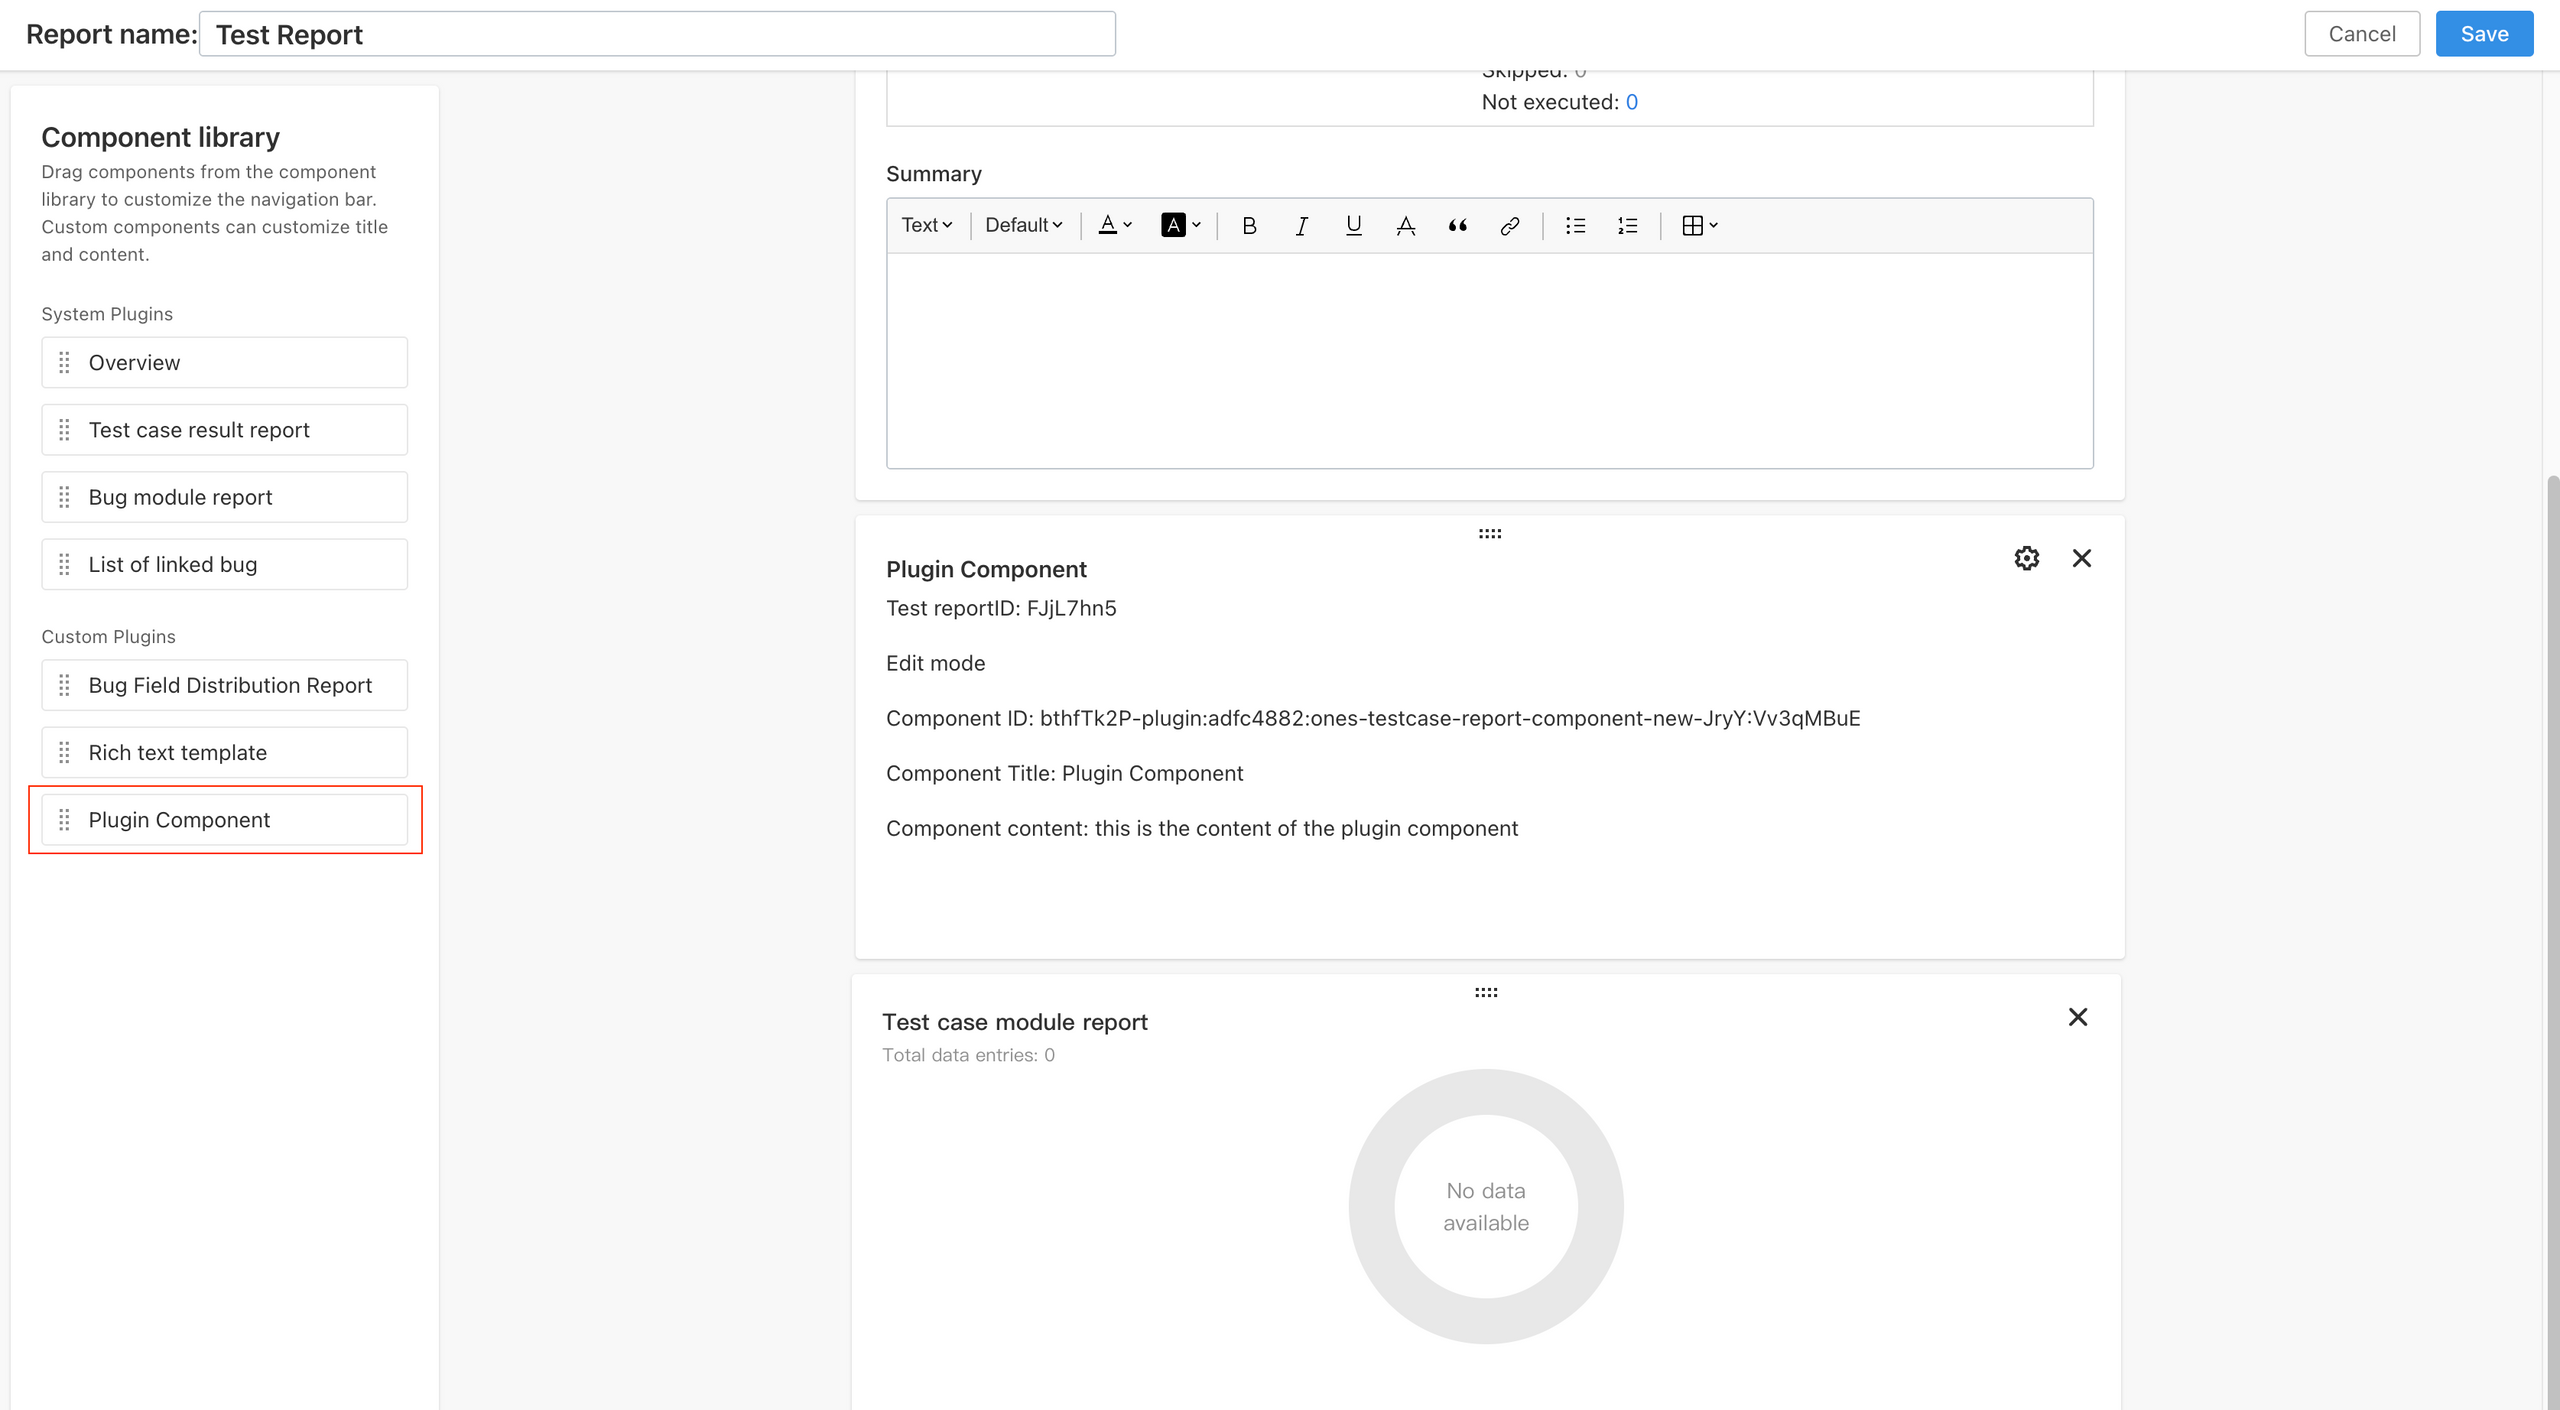 Report name: Test Report
Cancel
Save
Component library
Drag components from the component
library to customize the navigation bar.
Custom components can customize title
and content.
System Plugins
Overview
Test case result report
Bug module report
List of linked bug
Custom Plugins
Bug Field Distribution Report
Rich text template
Plugin Component
Skipped: 0
Not executed: 0
Summary
Text Default A A B I U A
Plugin Component
Test reportID: FJjL7hn5
Edit mode
Component ID: bthfTk2P-plugin:adfc4882:ones-testcase-report-component-new-JryY:Vv3qMBuE
Component Title: Plugin Component
Component content: this is the content of the plugin component
Test case module report
Total data entries: 0
No data
available